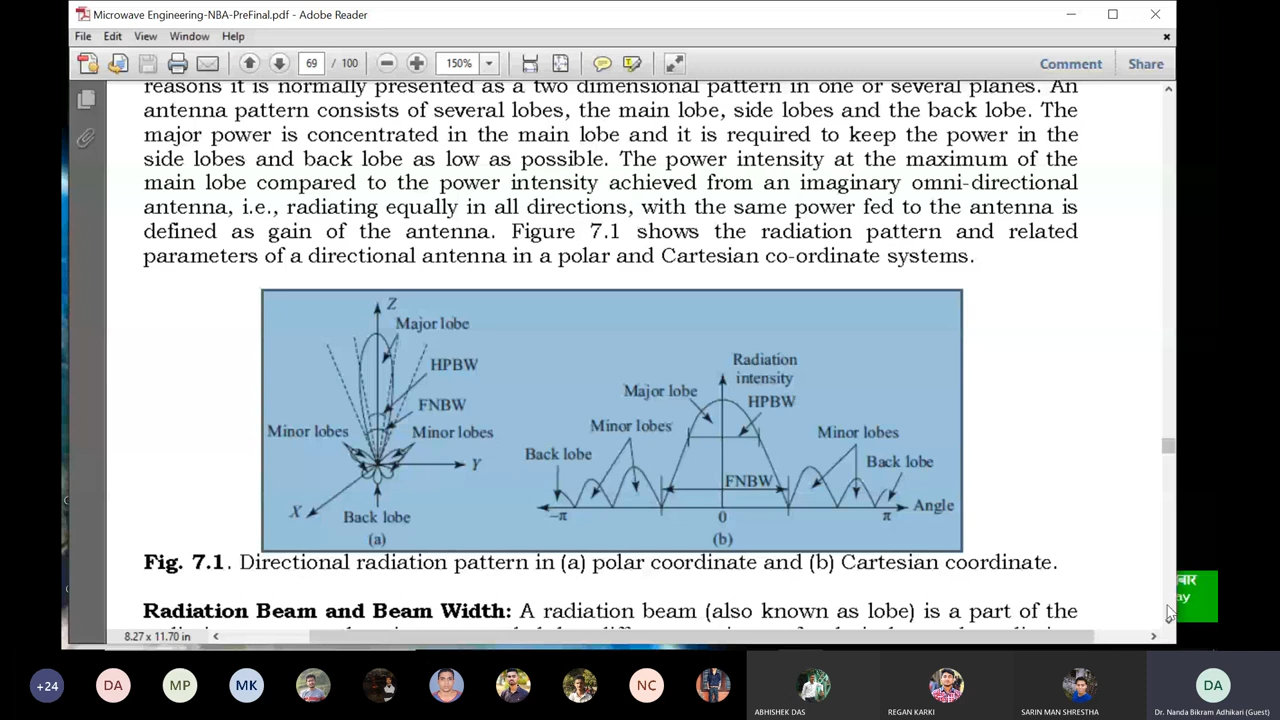 Microwave Engineering-NBA-PreFinal.pdf - Adobe Reader
File Edit View Window Help
69 / 100 150% Comment Share
reasons it is normally presented as a two dimensional pattern in one or several planes. An
antenna pattern consists of several lobes, the main lobe, side lobes and the back lobe. The
major power is concentrated in the main lobe and it is required to keep the power in the
side lobes and back lobe as low as possible. The power intensity at the maximum of the
main lobe compared to the power intensity achieved from an imaginary omni-directional
antenna, i.e., radiating equally in all directions, with the same power fed to the antenna is
defined as gain of the antenna. Figure 7.1 shows the radiation pattern and related
parameters of a directional antenna in a polar and Cartesian co-ordinate systems.
Z
Major lobe
HPBW
FNBW
Minor lobes
Minor lobes
Y
X
Back lobe
(a)
Radiation
intensity
Major lobe
HPBW
Minor lobes
Minor lobes
Back lobe
Back lobe
FNBW
Angle
-π
0
π
(b)
Fig. 7.1. Directional radiation pattern in (a) polar coordinate and (b) Cartesian coordinate.
Radiation Beam and Beam Width: A radiation beam (also known as lobe) is a part of the
8.27 x 11.70 in
+24 DA MP MK NC DA
ABHISHEK DAS REGAN KARKI SARIN MAN SHRESTHA Dr. Nanda Bikram Adhikari (Guest)